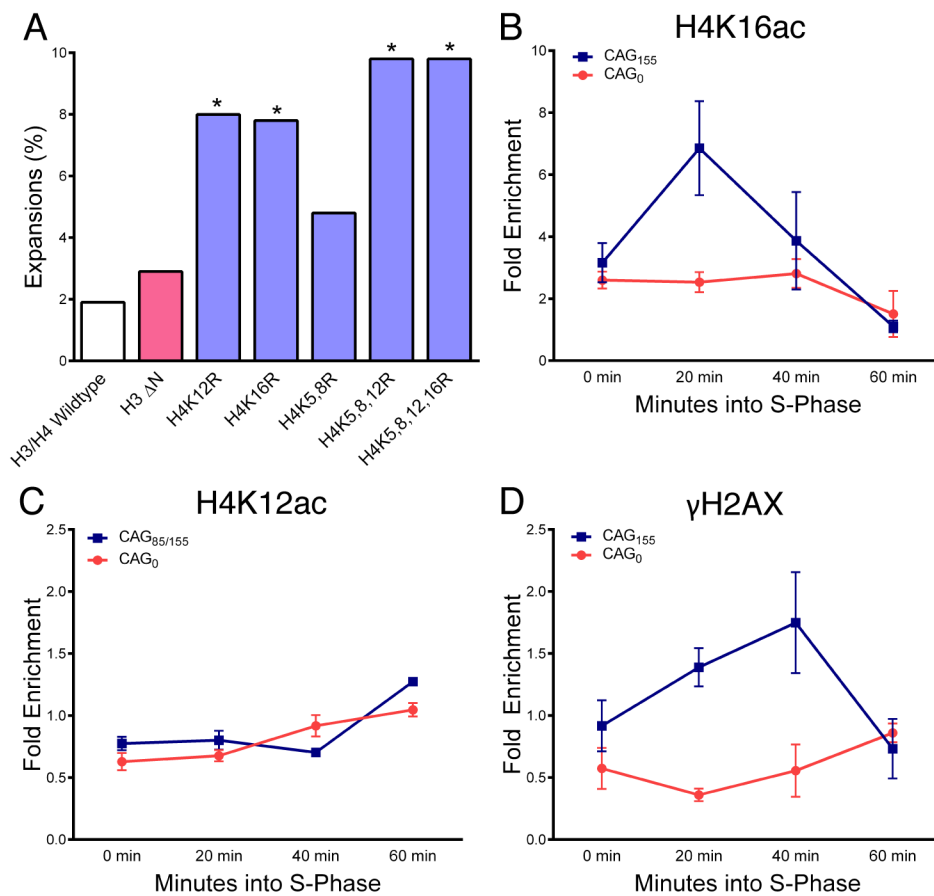 A
Expansions (%)
10
8
6
4
2
0
* * * *
H3/H4 Wildtype
H3 ΔN
H4K12R
H4K16R
H4K5,8R
H4K5,8,12R
H4K5,8,12,16R
B
H4K16ac
CAG155
CAG0
Fold Enrichment
10
8
6
4
2
0
0 min 20 min 40 min 60 min
Minutes into S-Phase
C
H4K12ac
CAG85/155
CAG0
Fold Enrichment
2.5
2.0
1.5
1.0
0.5
0.0
0 min 20 min 40 min 60 min
Minutes into S-Phase
D
γH2AX
CAG155
CAG0
Fold Enrichment
2.5
2.0
1.5
1.0
0.5
0.0
0 min 20 min 40 min 60 min
Minutes into S-Phase